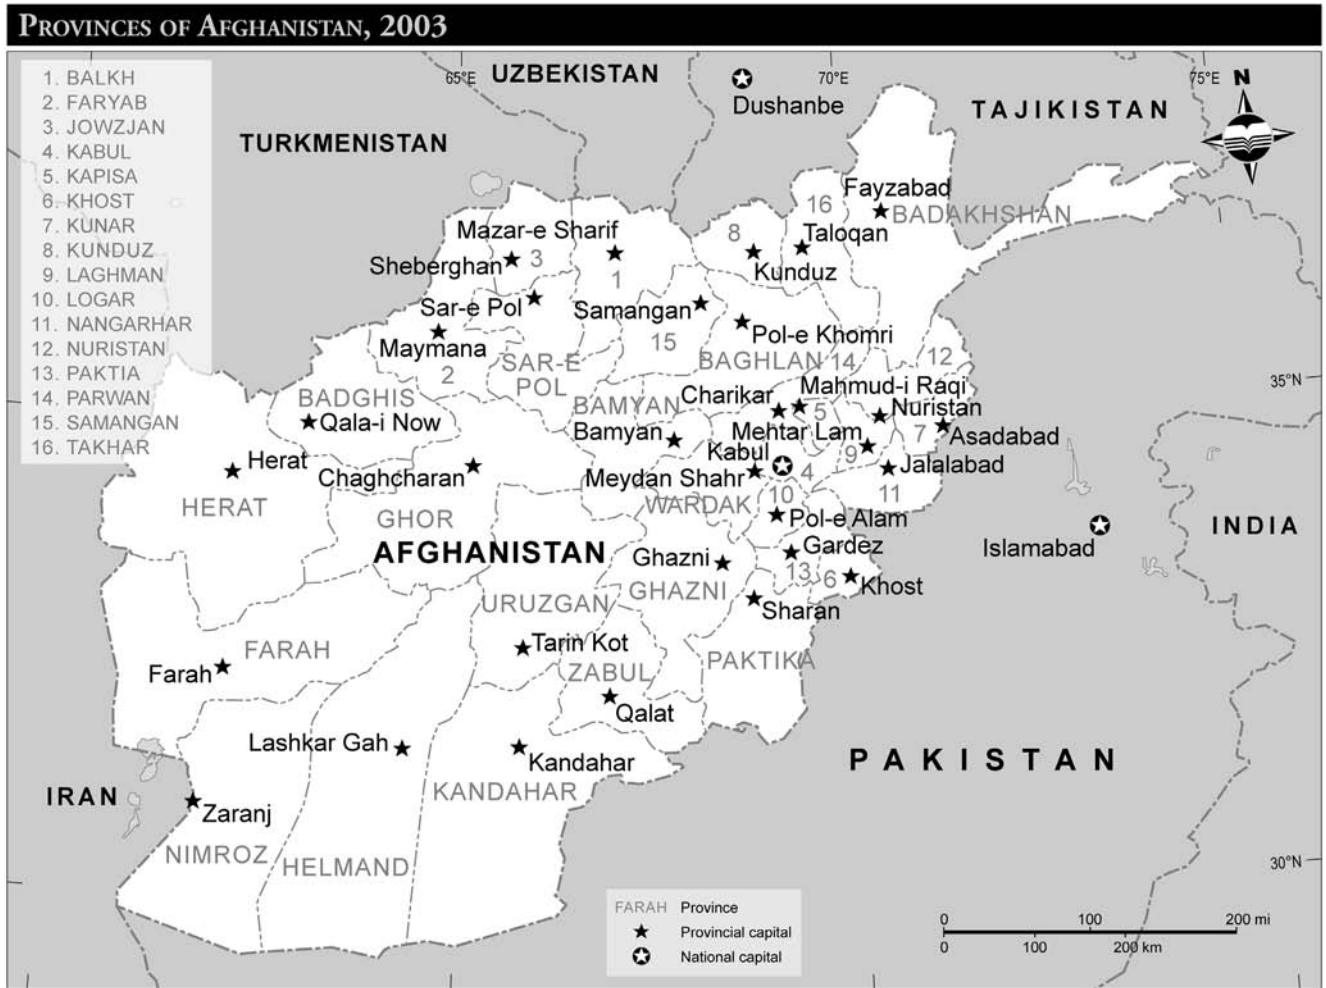 PROVINCES OF AFGHANISTAN, 2003
1. BALKH
2. FARYAB
3. JOWZJAN
4. KABUL
5. KAPISA
6. KHOST
7. KUNAR
8. KUNDUZ
9. LAGHMAN
10. LOGAR
11. NANGARHAR
12. NURISTAN
13. PAKTIA
14. PARWAN
15. SAMANGAN
16. TAKHAR
65°E
UZBEKISTAN
70°E
75°E
N
Dushanbe
TAJIKISTAN
TURKMENISTAN
Fayzabad
16
BADAKHSHAN
Mazar-e Sharif
8
Taloqan
Sheberghan
3
1
Kunduz
Sar-e Pol
Samangan
Maymana
15
Pol-e Khomri
SAR-E
POL
BAGHLAN
14
12
2
35°N
BADGHIS
BAMYAN
Charikar
Mahmud-i Raqi
5
Nuristan
Qala-i Now
Bamyan
Mehtar Lam
7
Asadabad
Kabul
9
Herat
Chaghcharan
Meydan Shahr
4
Jalalabad
HERAT
GHOR
WARDAK
10
11
Pol-e Alam
INDIA
AFGHANISTAN
Gardez
Islamabad
Ghazni
13
6
Khost
GHAZNI
URUZGAN
Sharan
FARAH
Tarin Kot
Farah
ZABUL
PAKTIKA
Qalat
Lashkar Gah
Kandahar
PAKISTAN
IRAN
KANDAHAR
Zaranj
NIMROZ
HELMAND
30°N
FARAH Province
Provincial capital
National capital
0 100 200 mi
0 100 200 km